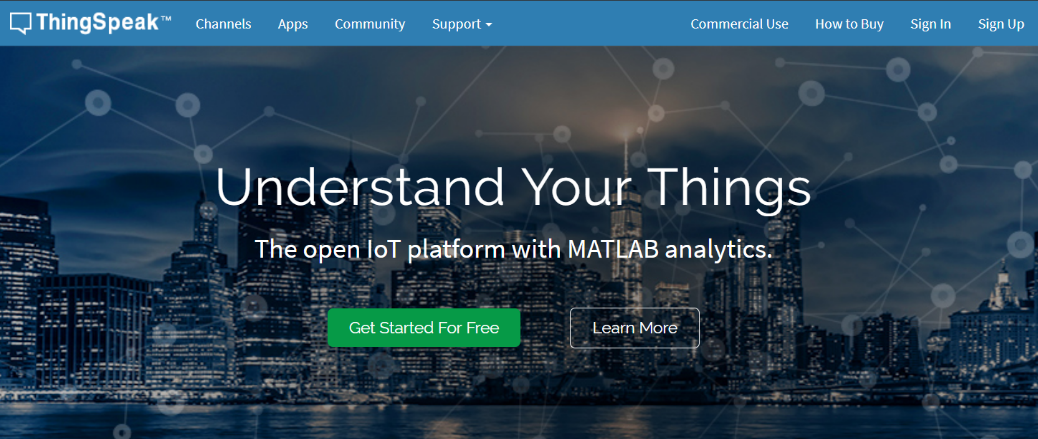 ThingSpeak™ Channels Apps Community Support Commercial Use How to Buy Sign In Sign Up
Understand Your Things
The open IoT platform with MATLAB analytics.
Get Started For Free Learn More